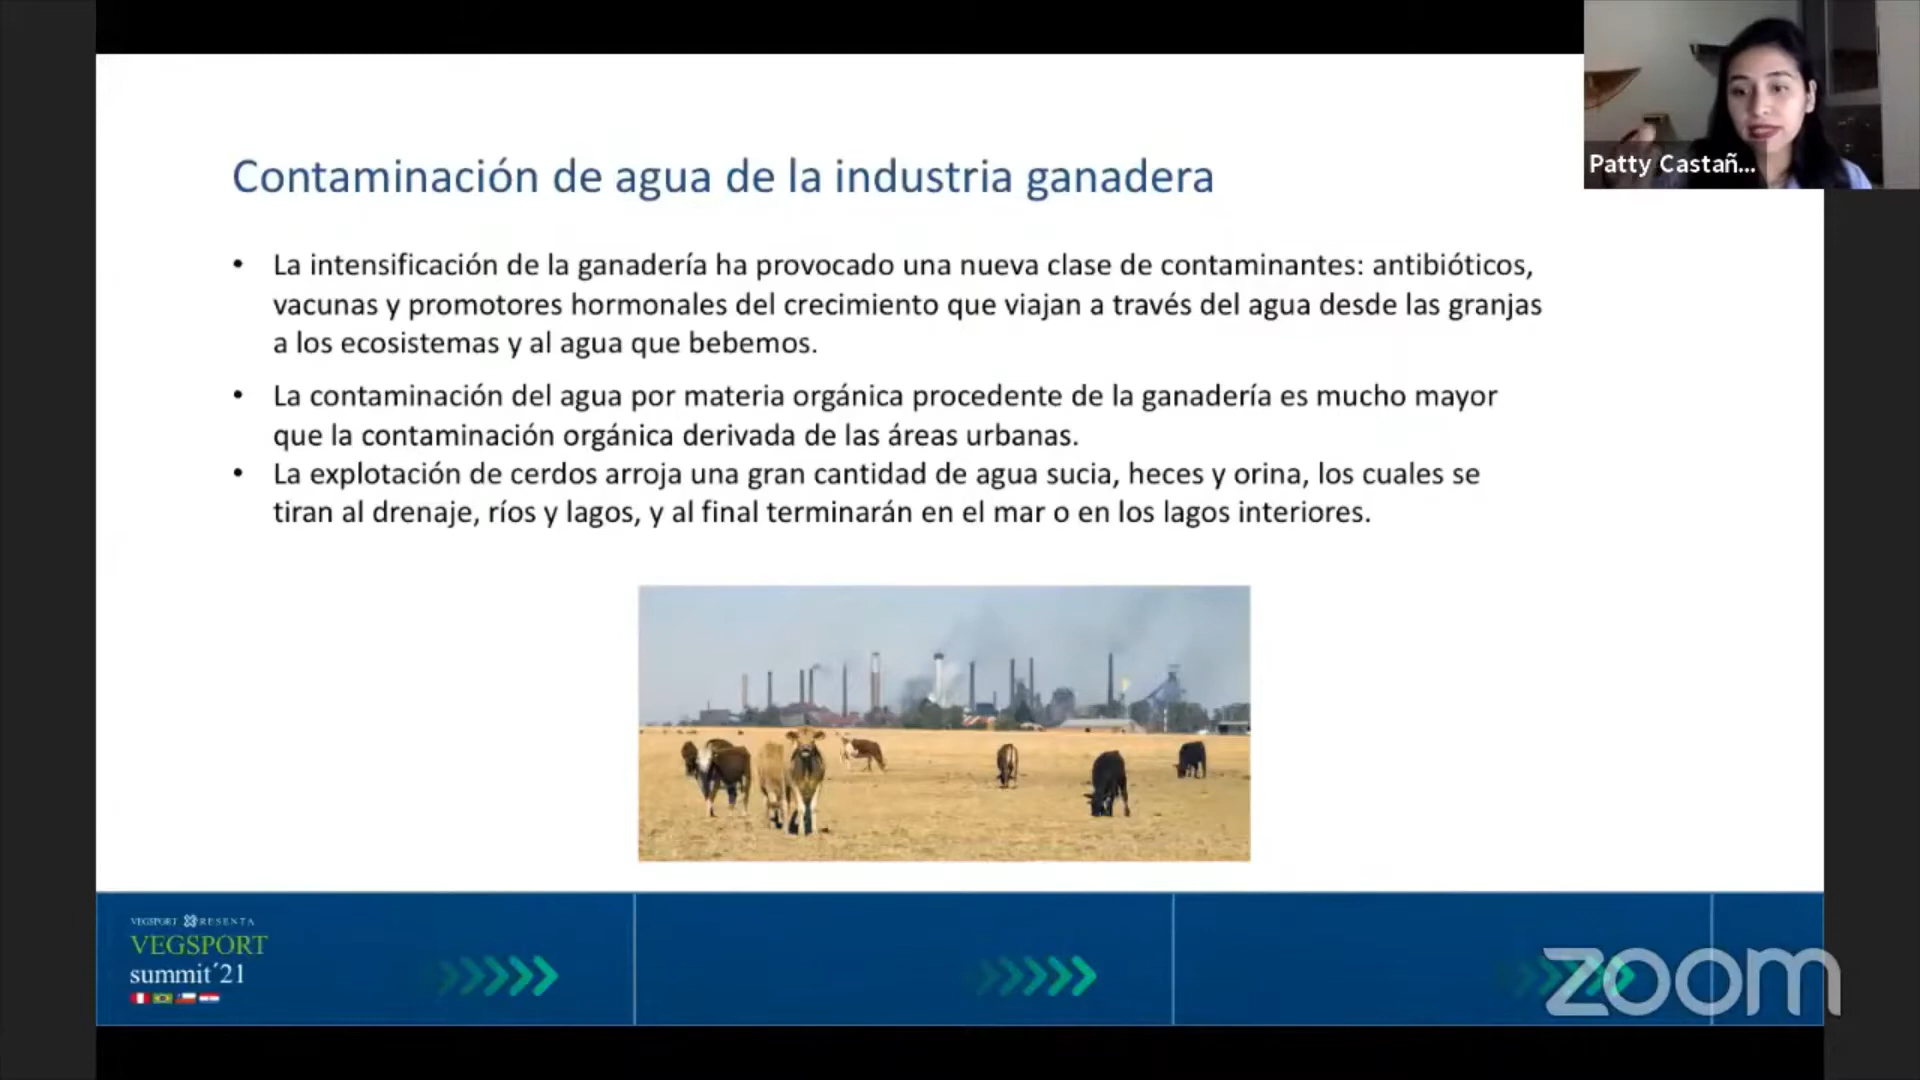 Patty Castañ...
Contaminación de agua de la industria ganadera
• La intensificación de la ganadería ha provocado una nueva clase de contaminantes: antibióticos,
vacunas y promotores hormonales del crecimiento que viajan a través del agua desde las granjas
a los ecosistemas y al agua que bebemos.
• La contaminación del agua por materia orgánica procedente de la ganadería es mucho mayor
que la contaminación orgánica derivada de las áreas urbanas.
• La explotación de cerdos arroja una gran cantidad de agua sucia, heces y orina, los cuales se
tiran al drenaje, ríos y lagos, y al final terminarán en el mar o en los lagos interiores.
VEGSPORT RESENTA
VEGSPORT
summit´21
zoom